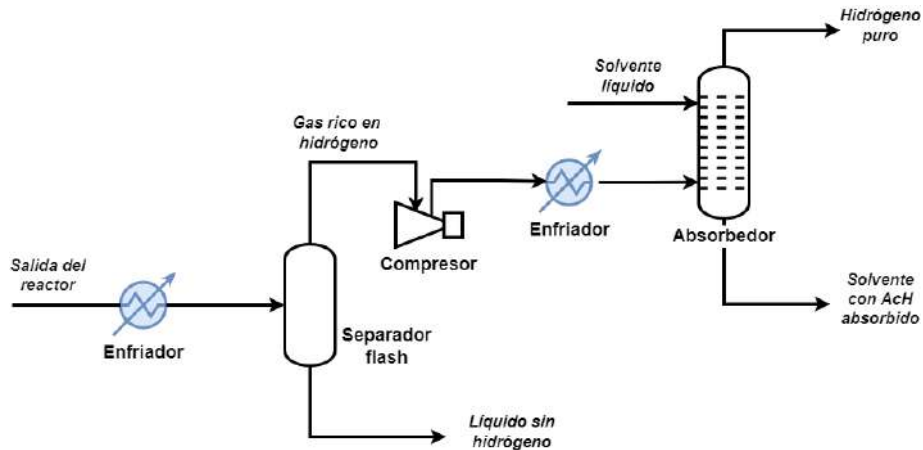 Hidrógeno
puro
Solvente
líquido
Gas rico en
hidrógeno
Enfriador
Absorbedor
Compresor
Salida del
reactor
Enfriador
Separador
flash
Solvente
con AcH
absorbido
Líquido sin
hidrógeno